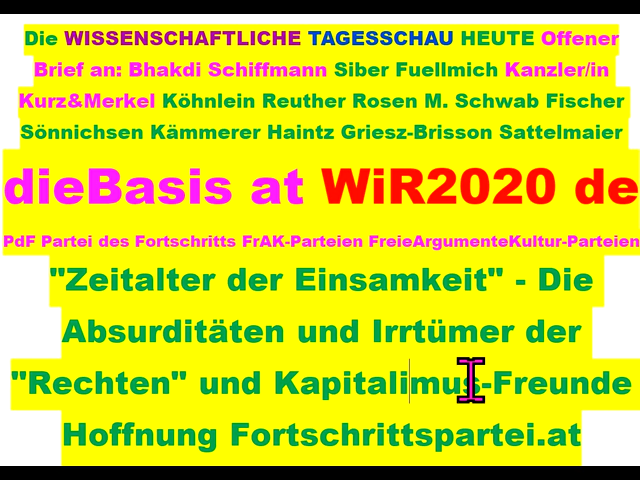 Die WISSENSCHAFTLICHE TAGESSCHAU HEUTE Offener
Brief an: Bhakdi Schiffmann Siber Fuellmich Kanzler/in
Kurz&Merkel Köhnlein Reuther Rosen M. Schwab Fischer
Sönnichsen Kämmerer Haintz Griesz-Brisson Sattelmaier
dieBasis at WiR2020 de
PdF Partei des Fortschritts FrAK-Parteien FreieArgumenteKultur-Parteien
"Zeitalter der Einsamkeit" - Die
Absurditäten und Irrtümer der
"Rechten" und Kapitalimus-Freunde
Hoffnung Fortschrittspartei.at